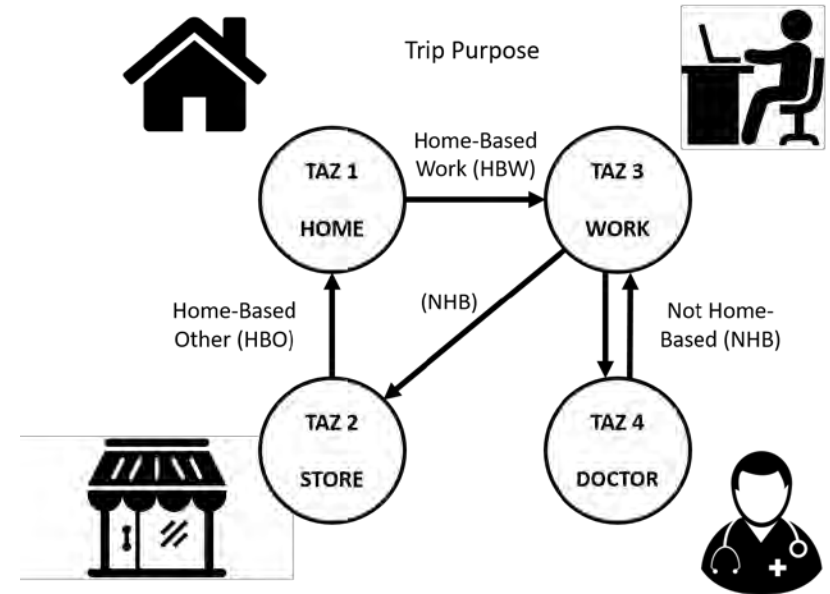 Trip Purpose
Home-Based
Work (HBW)
TAZ 1
HOME
TAZ 3
WORK
Home-Based
Other (HBO)
(NHB)
Not Home-
Based (NHB)
TAZ 2
STORE
TAZ 4
DOCTOR